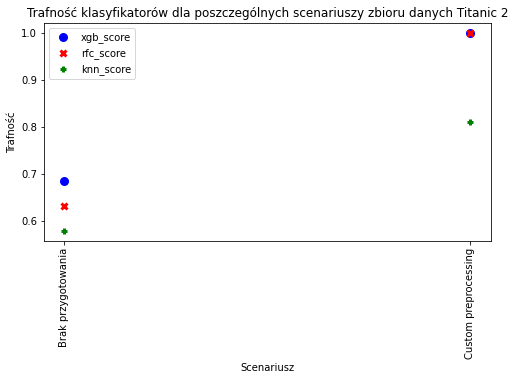 Trafność klasyfikatorów dla poszczególnych scenariuszy zbioru danych Titanic 2
xgb_score
rfc_score
knn_score
1.0
0.9
0.8
0.7
0.6
Trafność
Brak przygotowania
Custom preprocessing
Scenariusz